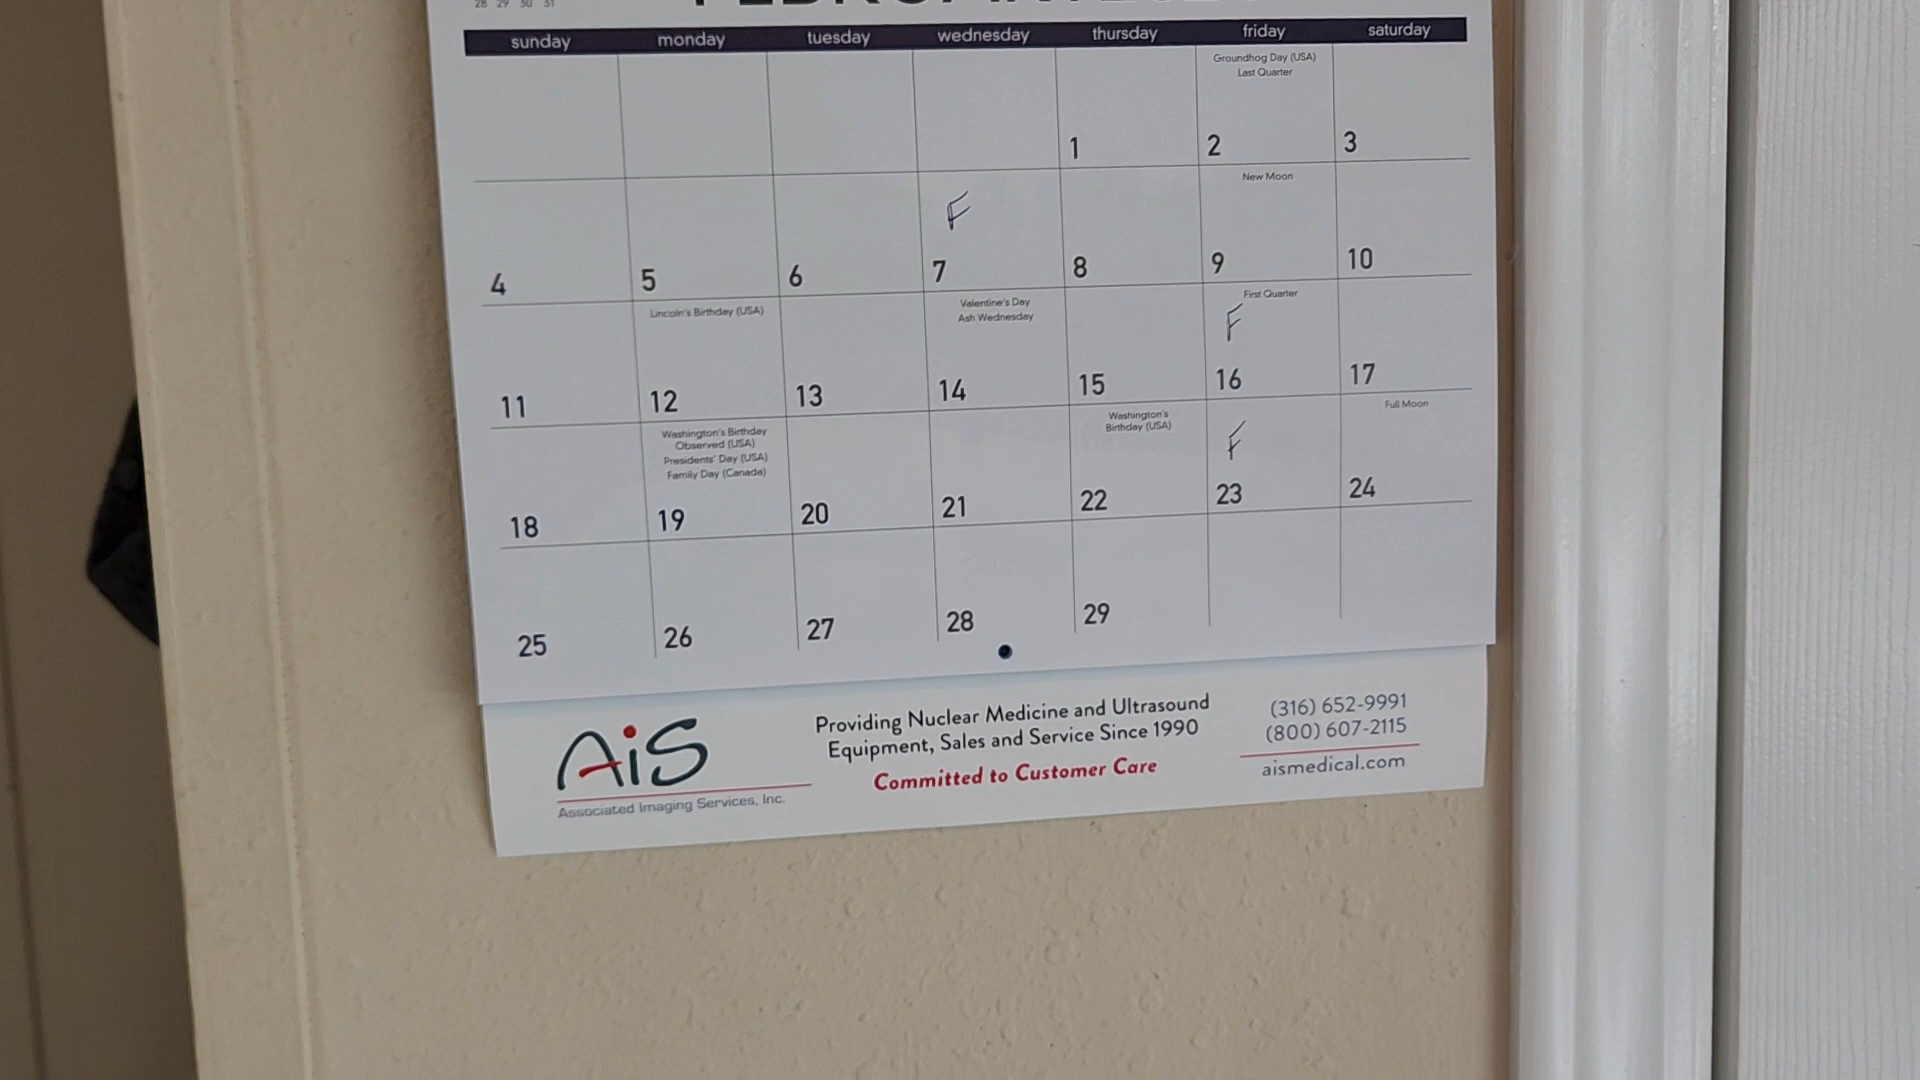 28 29 30 31
sunday monday tuesday wednesday thursday friday saturday
Groundhog Day (USA)
Last Quarter
1 2 3
New Moon
F
4 5 6 7 8 9 10
Lincoln's Birthday (USA)
Valentine's Day
Ash Wednesday
First Quarter
F
11 12 13 14 15 16 17
Washington's Birthday
Observed (USA)
Presidents' Day (USA)
Family Day (Canada)
Washington's
Birthday (USA)
F
Full Moon
18 19 20 21 22 23 24
25 26 27 28 29
AiS
Associated Imaging Services, Inc.
Providing Nuclear Medicine and Ultrasound
Equipment, Sales and Service Since 1990
Committed to Customer Care
(316) 652-9991
(800) 607-2115
aismedical.com